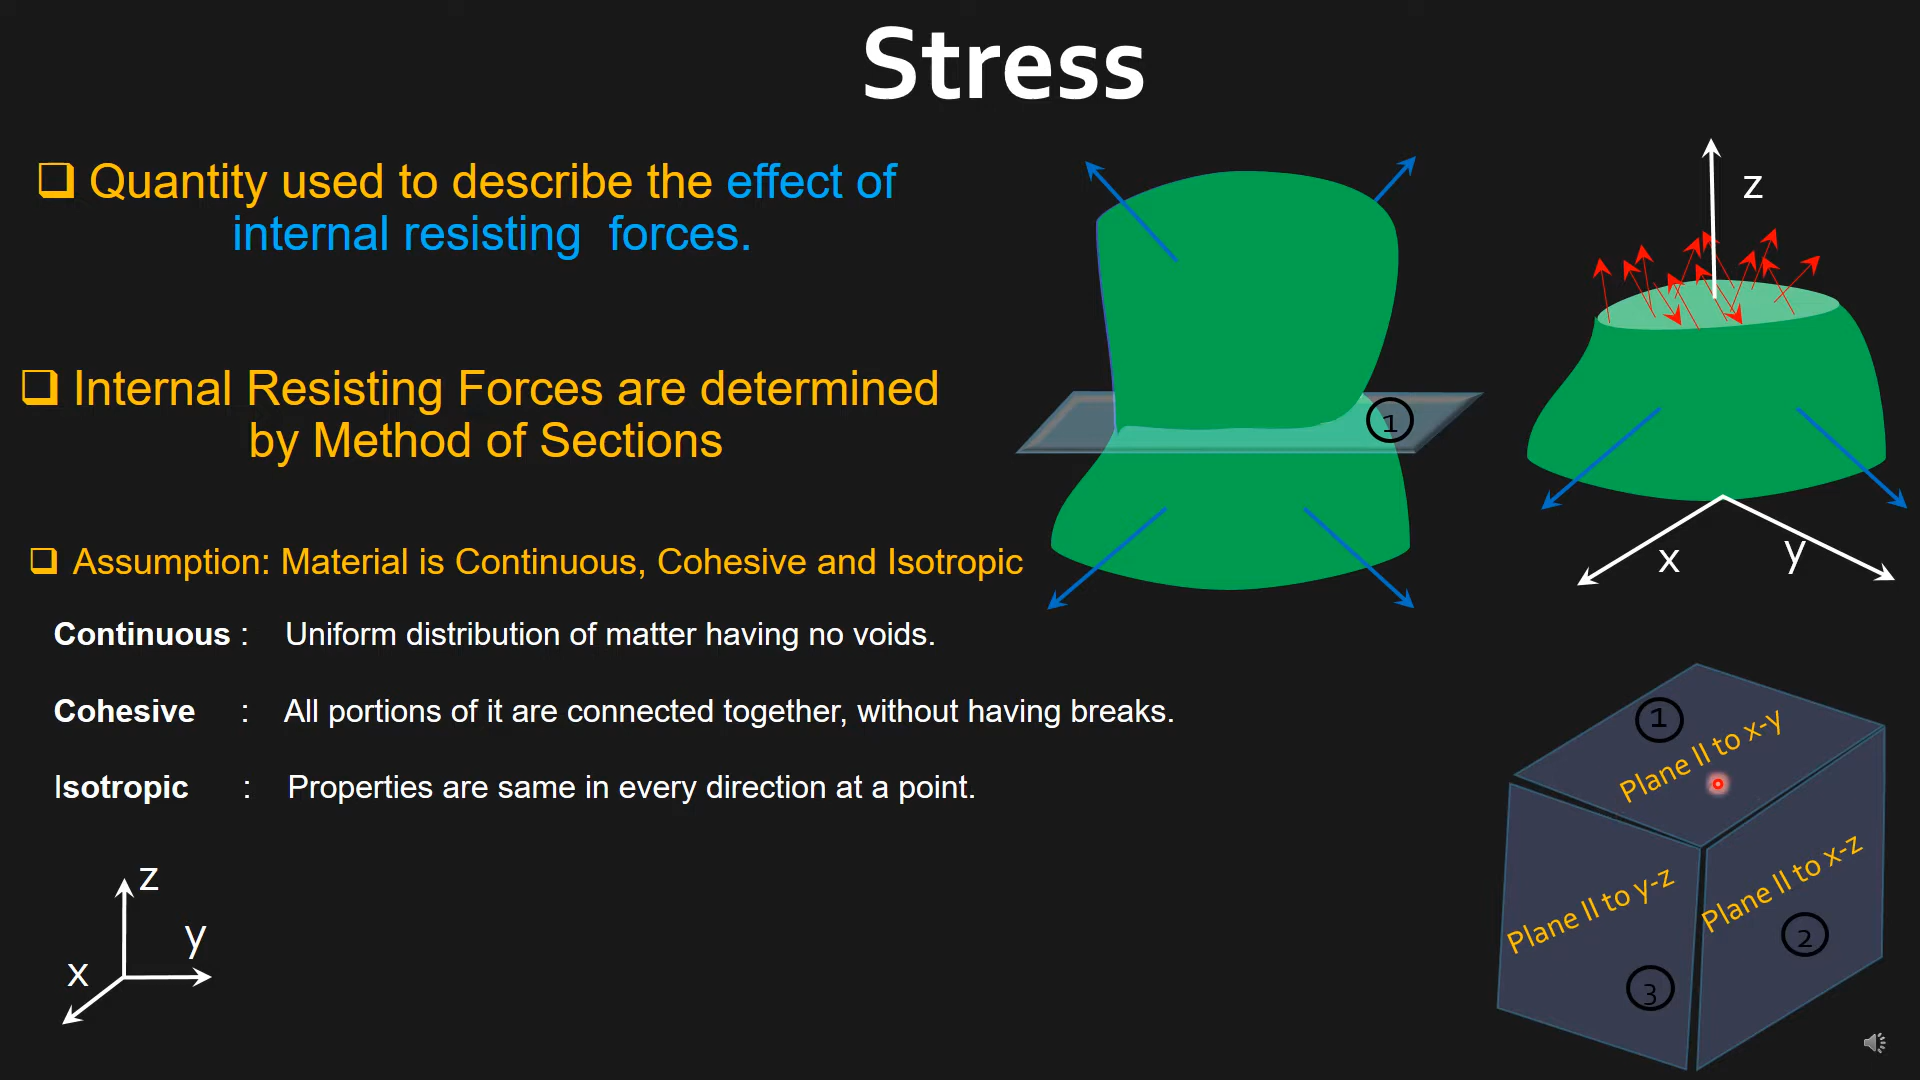 Stress
❑ Quantity used to describe the effect of
internal resisting forces.
❑ Internal Resisting Forces are determined
by Method of Sections
❑ Assumption: Material is Continuous, Cohesive and Isotropic
Continuous : Uniform distribution of matter having no voids.
Cohesive : All portions of it are connected together, without having breaks.
Isotropic : Properties are same in every direction at a point.
z
y
x
1
z
x
y
1
Plane ll to x-y
Plane ll to y-z
3
Plane ll to x-z
2